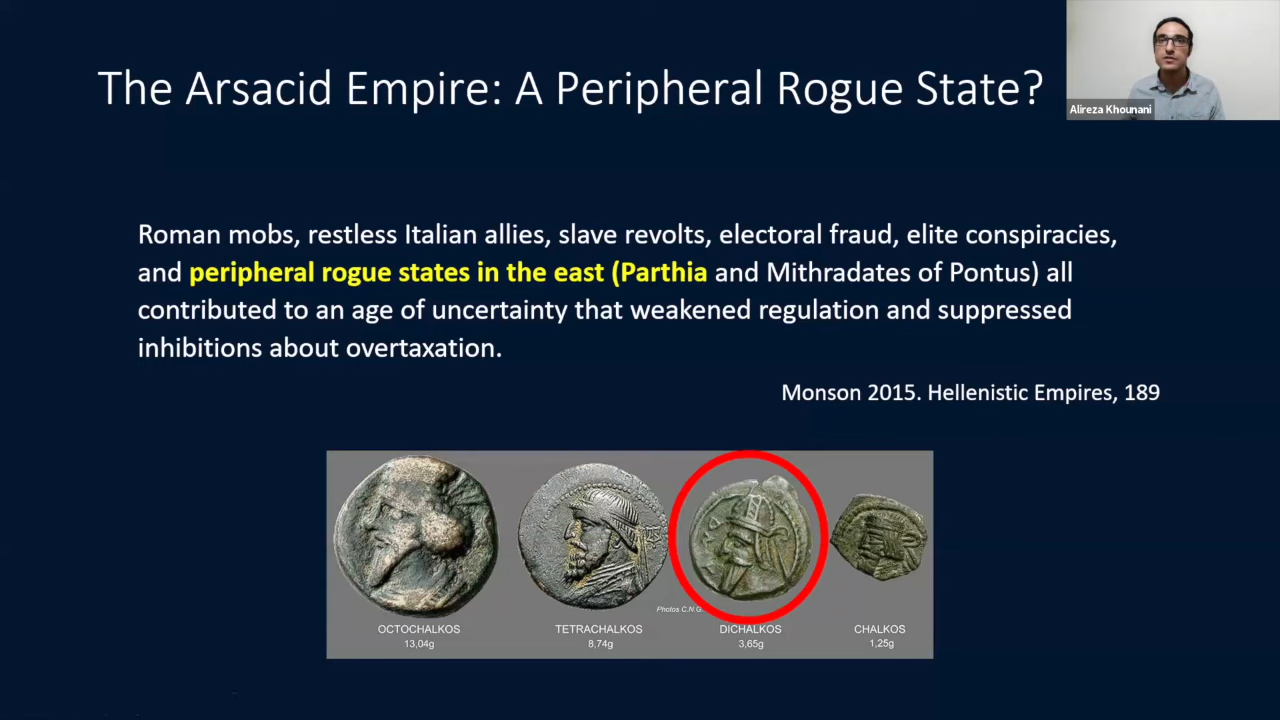 The Arsacid Empire: A Peripheral Rogue State?
Alireza Khounani
Roman mobs, restless Italian allies, slave revolts, electoral fraud, elite conspiracies,
and peripheral rogue states in the east (Parthia and Mithradates of Pontus) all
contributed to an age of uncertainty that weakened regulation and suppressed
inhibitions about overtaxation.
Monson 2015. Hellenistic Empires, 189
Photos C.N.G.
OCTOCHALKOS TETRACHALKOS DICHALKOS CHALKOS
13,04g 8,74g 3,65g 1,25g